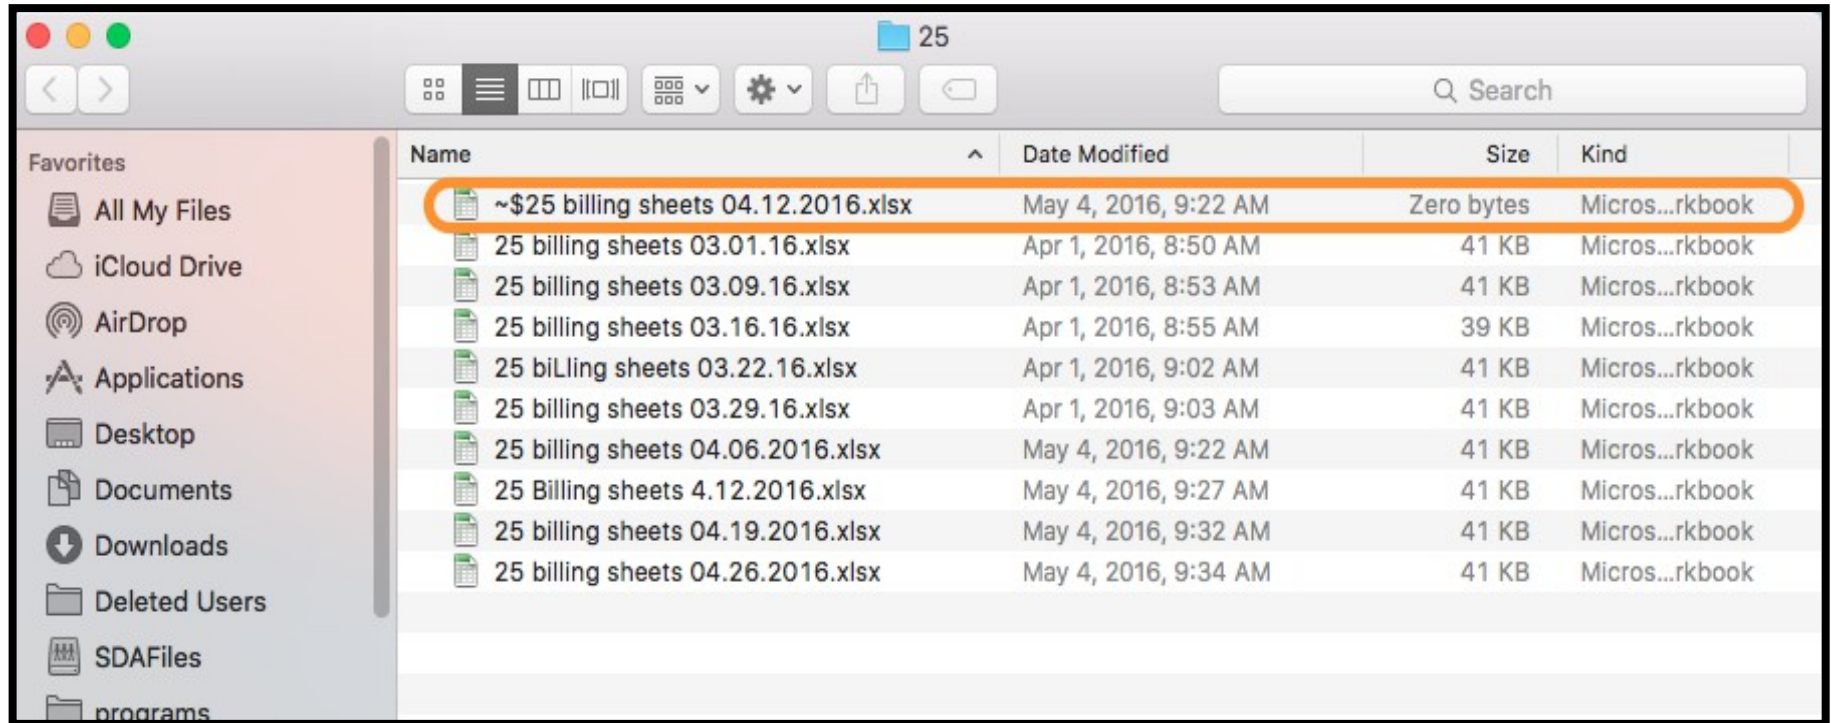 25
Search
Favorites
All My Files
iCloud Drive
AirDrop
Applications
Desktop
Documents
Downloads
Deleted Users
SDAFiles
programs
Name Date Modified Size Kind
~$25 billing sheets 04.12.2016.xlsx May 4, 2016, 9:22 AM Zero bytes Micros...rkbook
25 billing sheets 03.01.16.xlsx Apr 1, 2016, 8:50 AM 41 KB Micros...rkbook
25 billing sheets 03.09.16.xlsx Apr 1, 2016, 8:53 AM 41 KB Micros...rkbook
25 billing sheets 03.16.16.xlsx Apr 1, 2016, 8:55 AM 39 KB Micros...rkbook
25 biLling sheets 03.22.16.xlsx Apr 1, 2016, 9:02 AM 41 KB Micros...rkbook
25 billing sheets 03.29.16.xlsx Apr 1, 2016, 9:03 AM 41 KB Micros...rkbook
25 billing sheets 04.06.2016.xlsx May 4, 2016, 9:22 AM 41 KB Micros...rkbook
25 Billing sheets 4.12.2016.xlsx May 4, 2016, 9:27 AM 41 KB Micros...rkbook
25 billing sheets 04.19.2016.xlsx May 4, 2016, 9:32 AM 41 KB Micros...rkbook
25 billing sheets 04.26.2016.xlsx May 4, 2016, 9:34 AM 41 KB Micros...rkbook